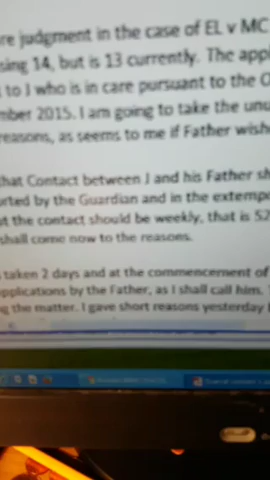 re judgment in the case of EL v MC
sing 14, but is 13 currently. The app
to J who is in care pursuant to the C
mber 2015. I am going to take the unu
reasons, as seems to me if Father wish
that Contact between J and his Father sh
orted by the Guardian and in the extemp
t the contact should be weekly, that is 52
shall come now to the reasons.
taken 2 days and at the commencement of
applications by the Father, as I shall call him.
g the matter. I gave short reasons yesterday